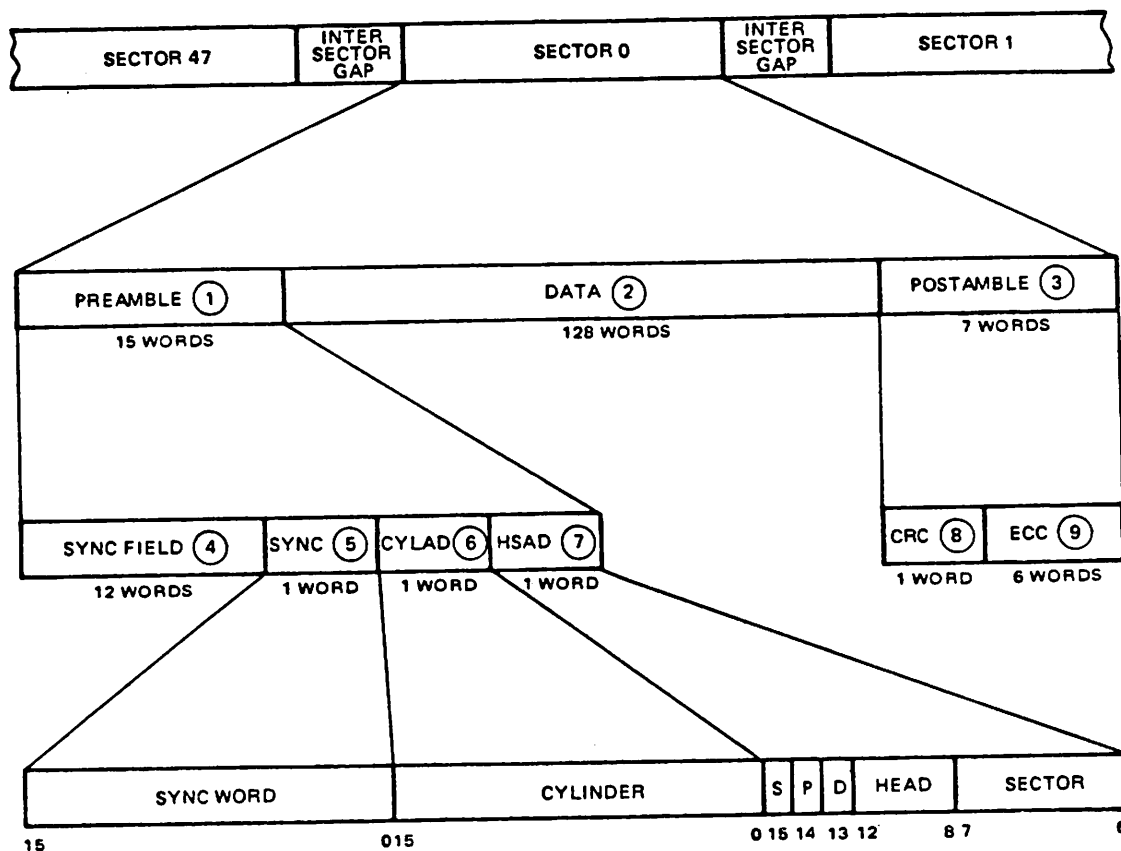 SECTOR 47
INTER
SECTOR
GAP
SECTOR 0
INTER
SECTOR
GAP
SECTOR 1
PREAMBLE 1
DATA 2
POSTAMBLE 3
15 WORDS
128 WORDS
7 WORDS
SYNC FIELD 4
SYNC 5
CYLAD 6
HSAD 7
CRC 8
ECC 9
12 WORDS
1 WORD
1 WORD
1 WORD
1 WORD
6 WORDS
SYNC WORD
CYLINDER
S
P
D
HEAD
SECTOR
15 015 0 15 14 13 12 8 7